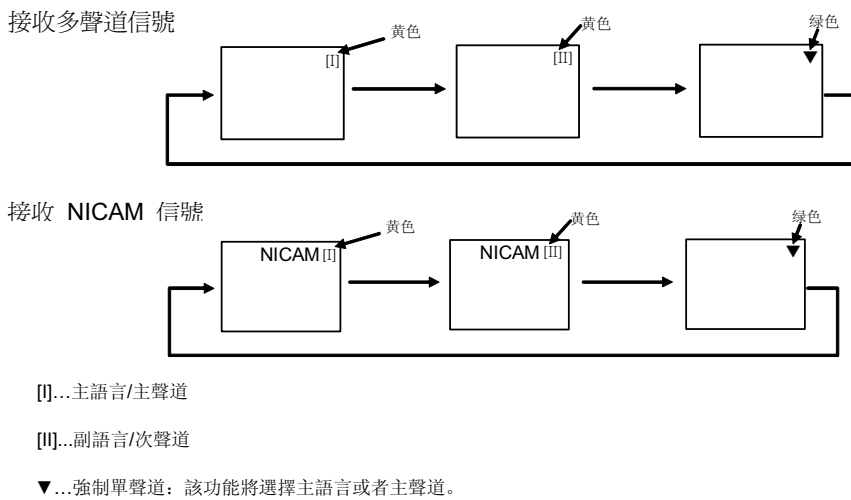 接收多聲道信號
黄色
黄色
绿色
[I]
[II]
▼
接收 NICAM 信號
黄色
黄色
绿色
NICAM [I]
NICAM [II]
▼
[I]…主語言/主聲道
[II]...副語言/次聲道
▼…強制單聲道：該功能將選擇主語言或者主聲道。